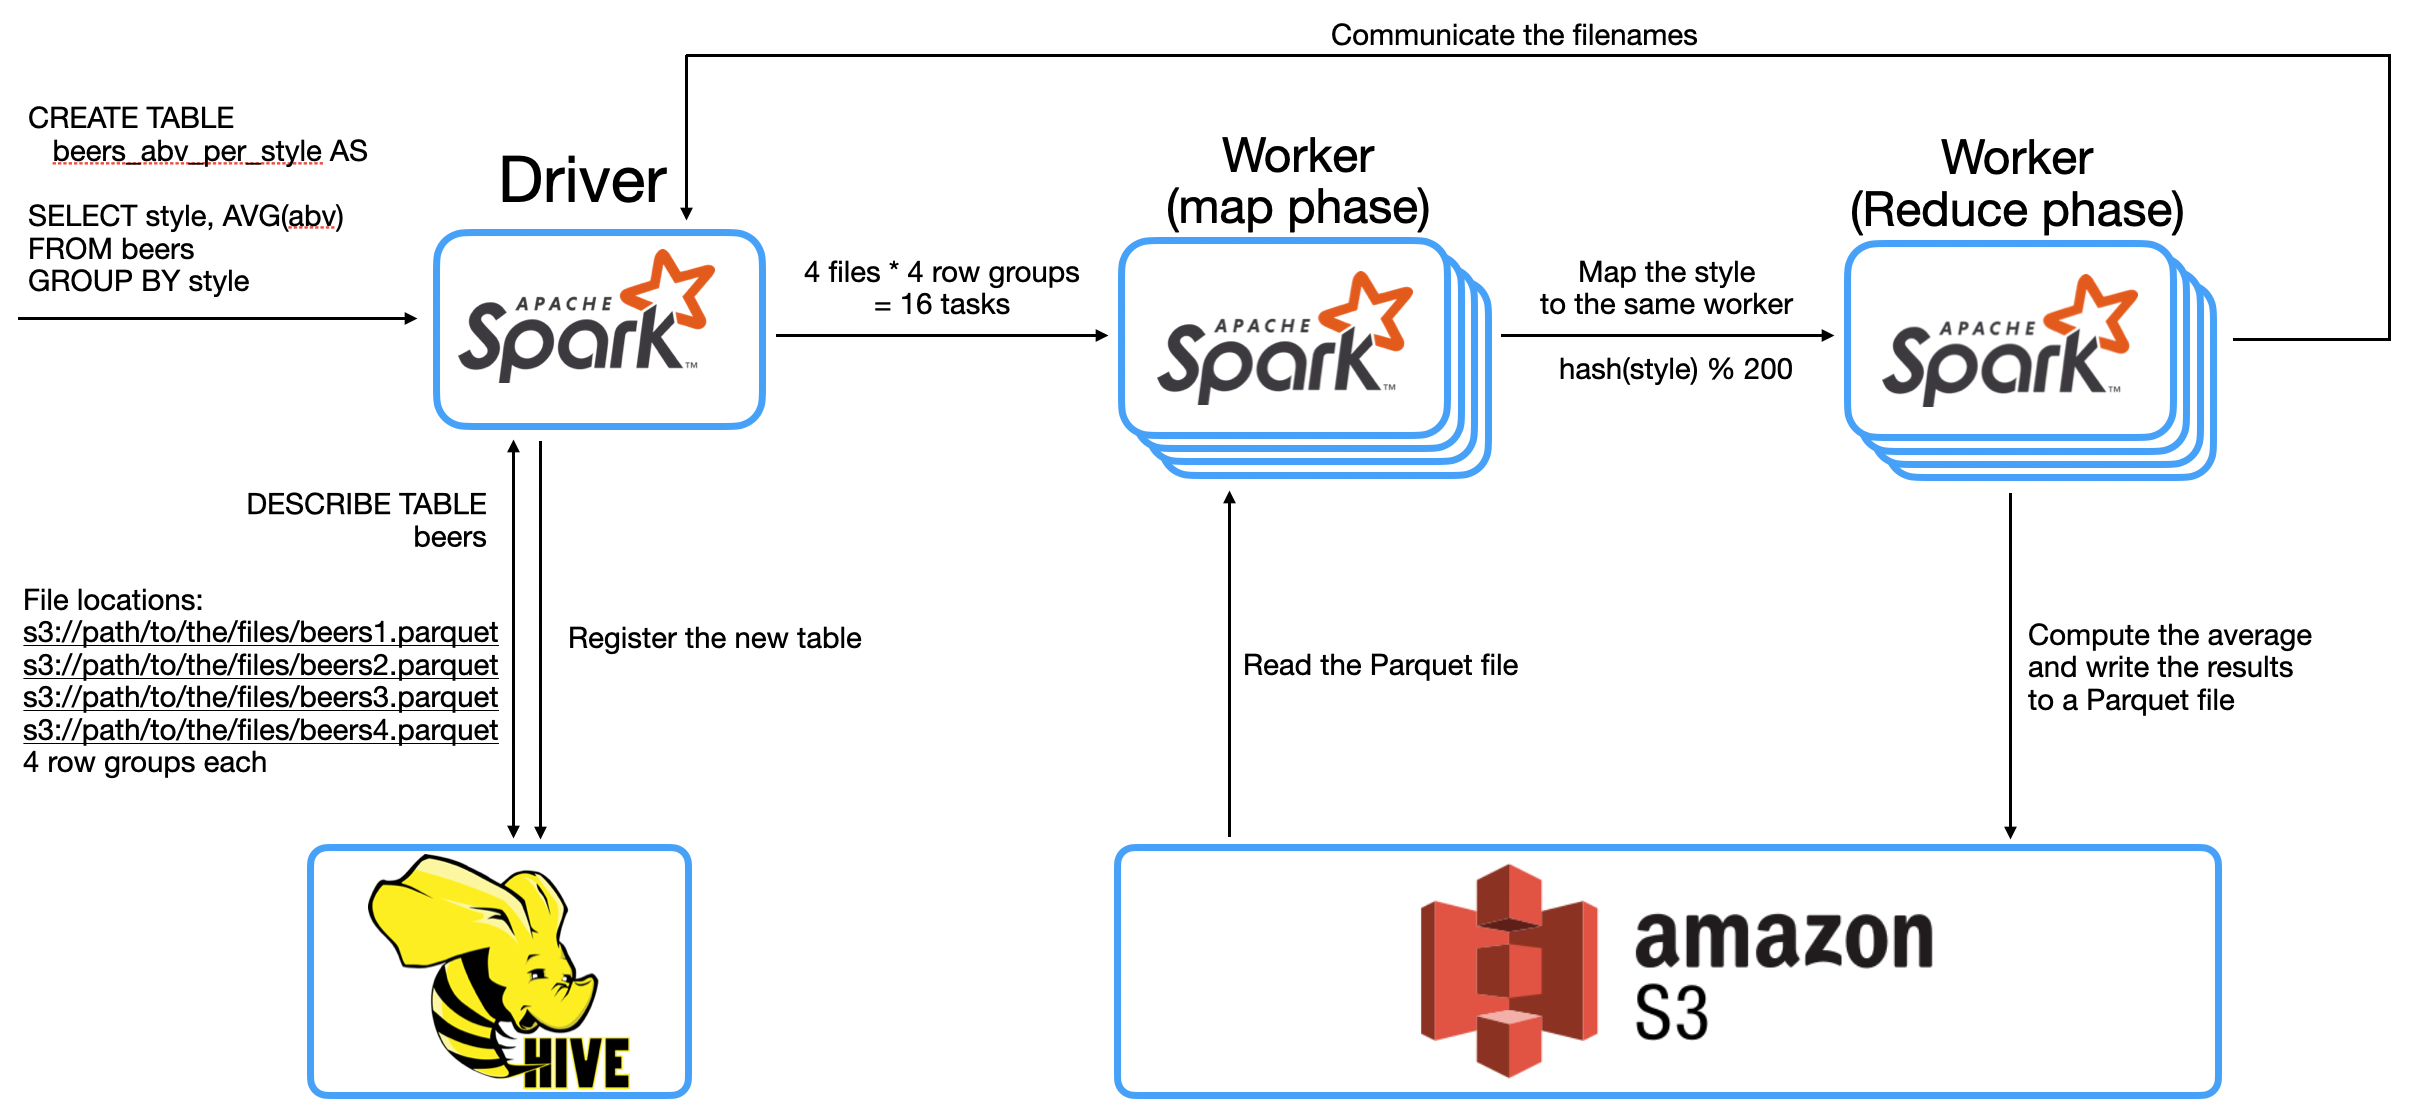 Communicate the filenames
CREATE TABLE
beers_abv_per_style AS
SELECT style, AVG(abv)
FROM beers
GROUP BY style
Driver
APACHE
Spark™
4 files * 4 row groups
= 16 tasks
Worker
(map phase)
APACHE
Spark™
Map the style
to the same worker
hash(style) % 200
Worker
(Reduce phase)
APACHE
Spark™
DESCRIBE TABLE
beers
File locations:
s3://path/to/the/files/beers1.parquet
s3://path/to/the/files/beers2.parquet
s3://path/to/the/files/beers3.parquet
s3://path/to/the/files/beers4.parquet
4 row groups each
Register the new table
Read the Parquet file
Compute the average
and write the results
to a Parquet file
HIVE
amazon
S3